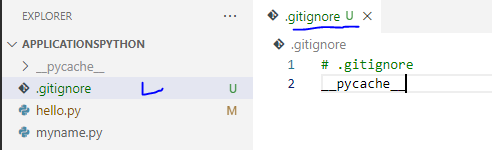 EXPLORER
APPLICATIONSPYTHON
__pycache__
.gitignore U
hello.py M
myname.py
.gitignore U
.gitignore
1 # .gitignore
2 __pycache__